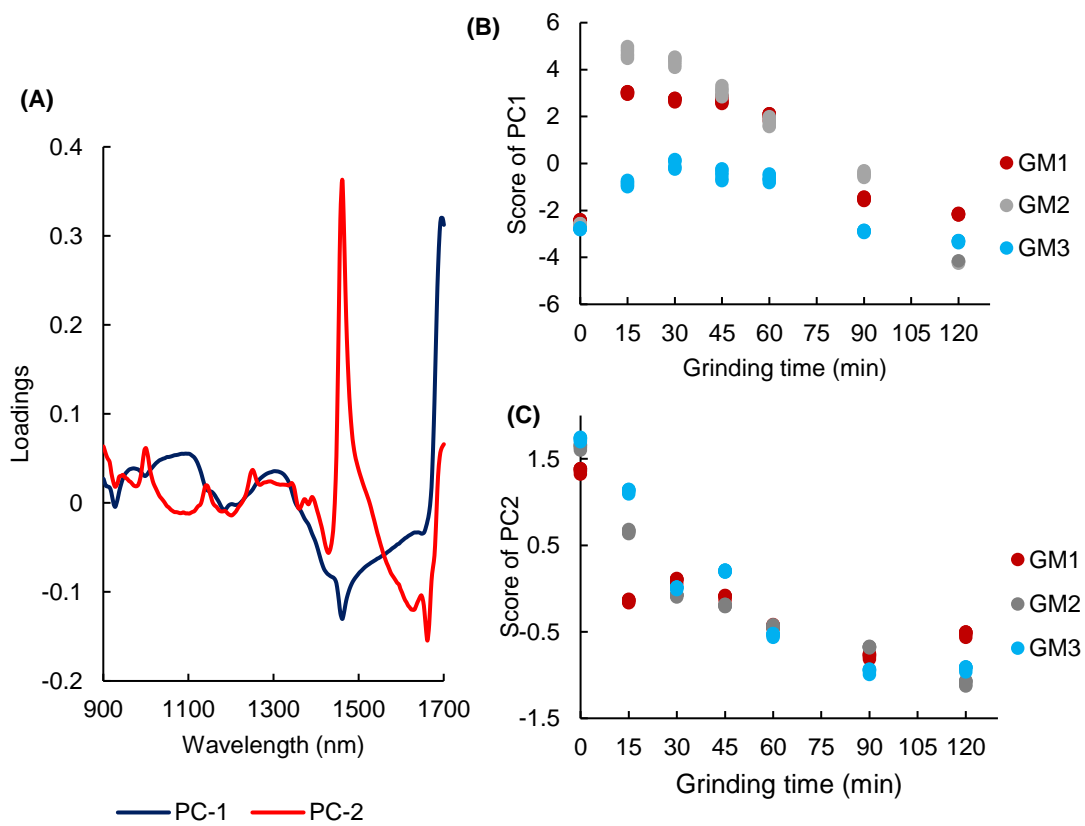 (A)
0.4
0.3
0.2
0.1
0
-0.1
-0.2
Loadings
900 1100 1300 1500 1700
Wavelength (nm)
PC-1 PC-2
(B)
6
4
2
0
-2
-4
-6
Score of PC1
0 15 30 45 60 75 90 105 120
Grinding time (min)
GM1
GM2
GM3
(C)
1.5
0.5
-0.5
-1.5
Score of PC2
0 15 30 45 60 75 90 105 120
Grinding time (min)
GM1
GM2
GM3